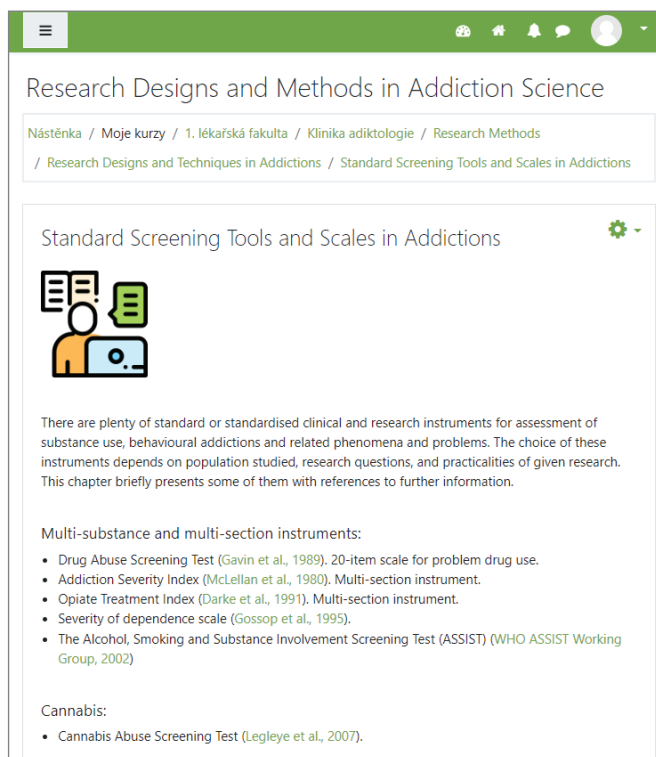 Research Designs and Methods in Addiction Science
Nástěnka / Moje kurzy / 1. lékařská fakulta / Klinika adiktologie / Research Methods
/ Research Designs and Techniques in Addictions / Standard Screening Tools and Scales in Addictions
Standard Screening Tools and Scales in Addictions
There are plenty of standard or standardised clinical and research instruments for assessment of
substance use, behavioural addictions and related phenomena and problems. The choice of these
instruments depends on population studied, research questions, and practicalities of given research.
This chapter briefly presents some of them with references to further information.
Multi-substance and multi-section instruments:
• Drug Abuse Screening Test (Gavin et al., 1989). 20-item scale for problem drug use.
• Addiction Severity Index (McLellan et al., 1980). Multi-section instrument.
• Opiate Treatment Index (Darke et al., 1991). Multi-section instrument.
• Severity of dependence scale (Gossop et al., 1995).
• The Alcohol, Smoking and Substance Involvement Screening Test (ASSIST) (WHO ASSIST Working
Group, 2002)
Cannabis:
• Cannabis Abuse Screening Test (Legleye et al., 2007).